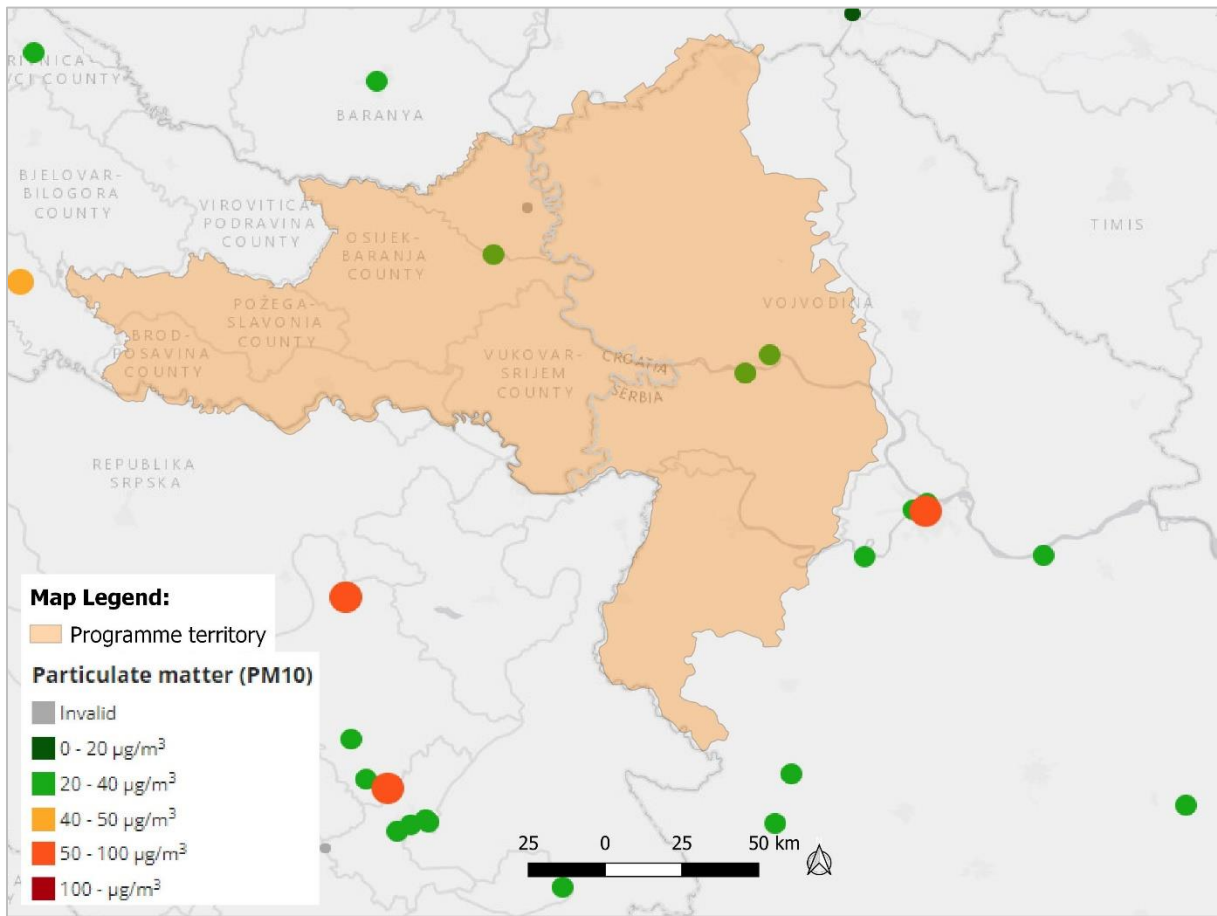 RIVNICA-
VCI COUNTY
BARANYA
BJELOVAR-
BILOGORA
COUNTY
VIROVITICA-
PODRAVINA
COUNTY
OSIJEK-
BARANJA
COUNTY
TIMIS
VOJVODINA
POŽEGA-
SLAVONIA
COUNTY
BROD-
POSAVINA
COUNTY
VUKOVAR-
SRIJEM
COUNTY
CROATIA
SERBIA
REPUBLIKA
SRPSKA
Map Legend:
Programme territory
Particulate matter (PM10)
Invalid
0 - 20 µg/m³
20 - 40 µg/m³
40 - 50 µg/m³
50 - 100 µg/m³
100 - µg/m³
25 0 25 50 km